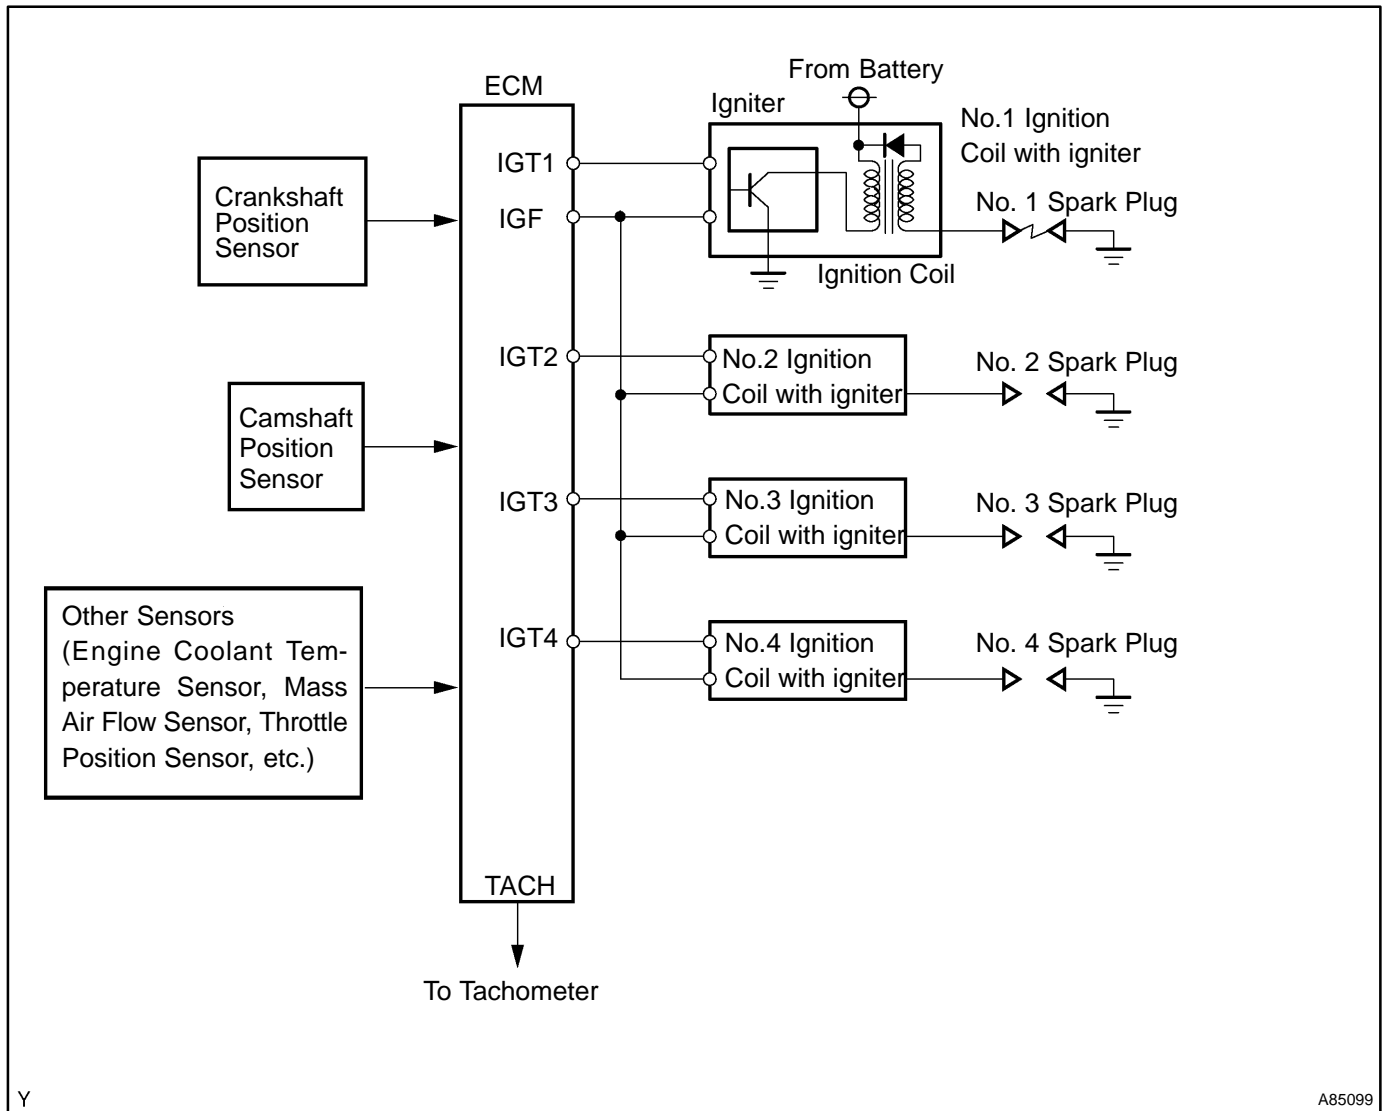 From Battery
ECM
Igniter
No.1 Ignition
Coil with igniter
IGT1
Crankshaft
Position
Sensor
No. 1 Spark Plug
IGF
Ignition Coil
IGT2
No.2 Ignition
Coil with igniter
No. 2 Spark Plug
Camshaft
Position
Sensor
IGT3
No.3 Ignition
Coil with igniter
No. 3 Spark Plug
Other Sensors
(Engine Coolant Tem-
perature Sensor, Mass
Air Flow Sensor, Throttle
Position Sensor, etc.)
IGT4
No.4 Ignition
Coil with igniter
No. 4 Spark Plug
TACH
To Tachometer
Y
A85099